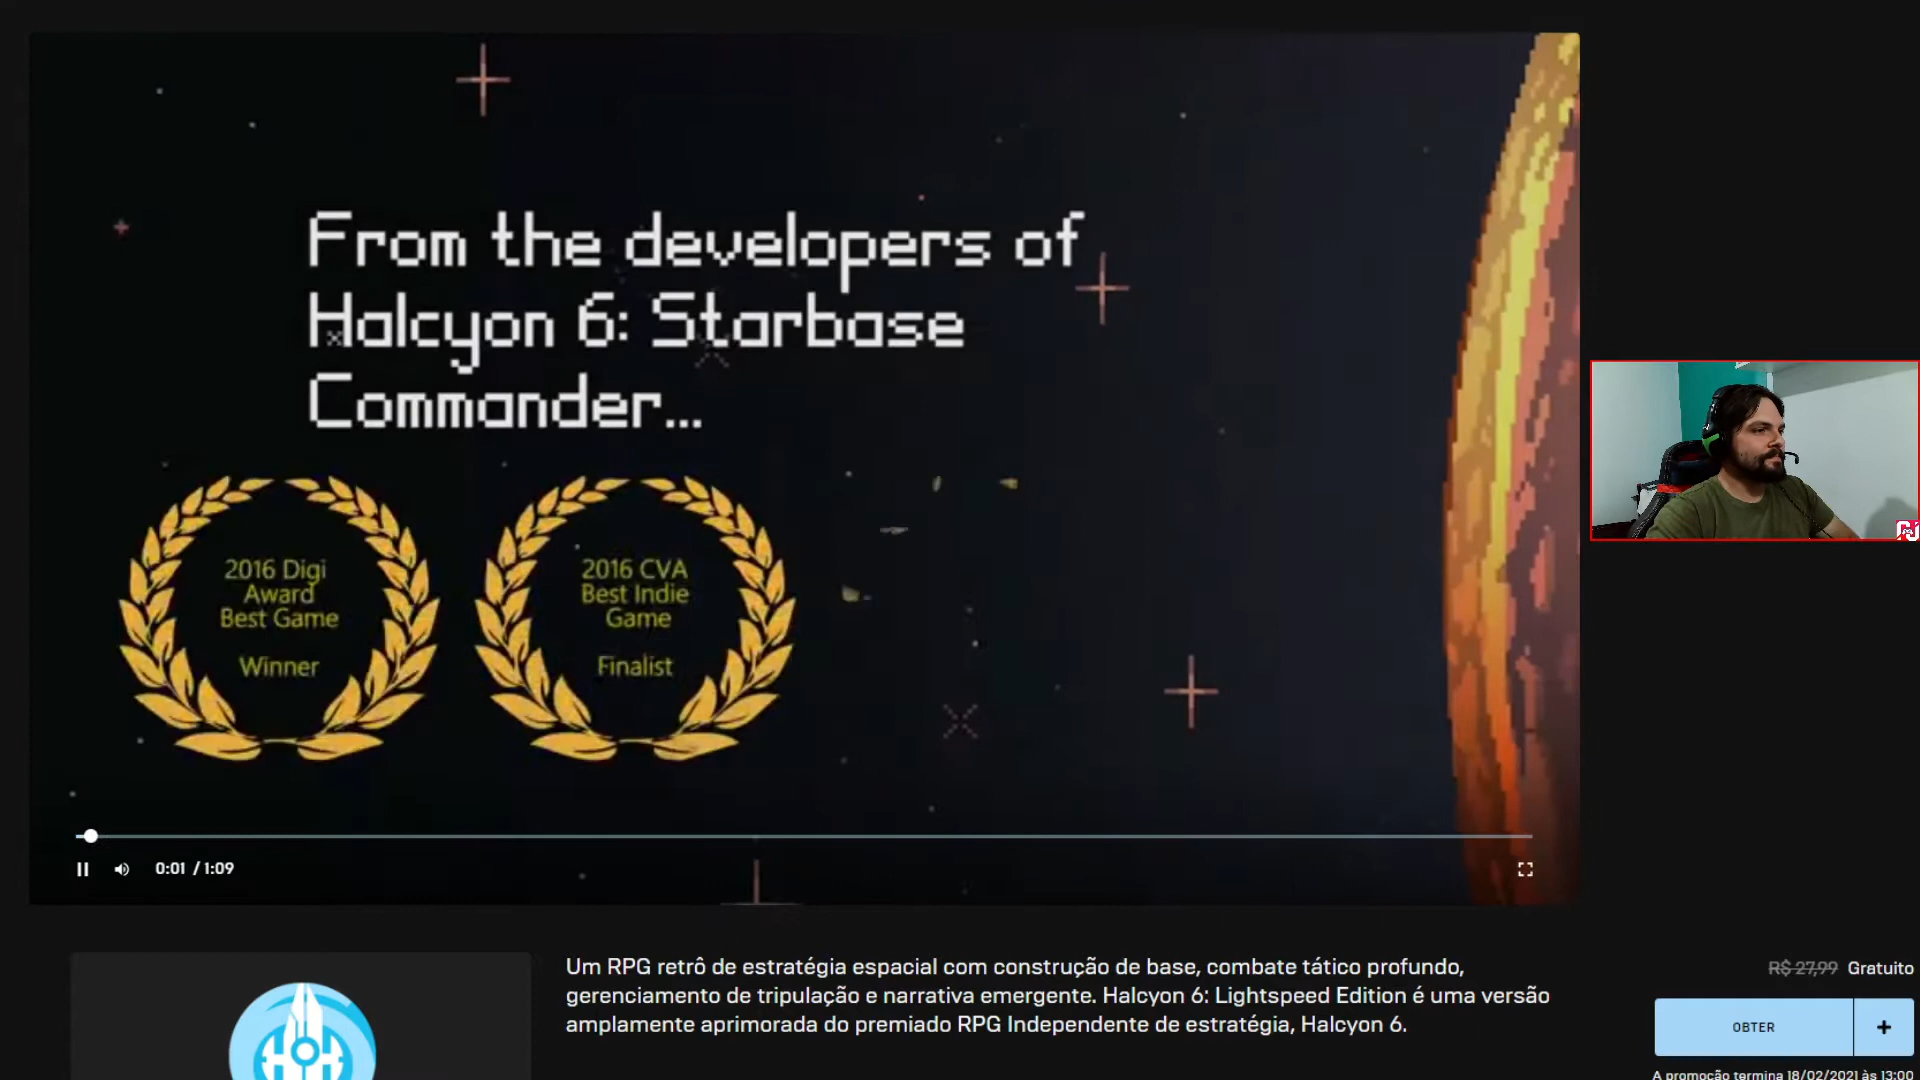 From the developers of
Halcyon 6: Starbase
Commander...
2016 Digi
Award
Best Game
Winner
2016 CVA
Best Indie
Game
Finalist
0:01 / 1:09
Um RPG retrô de estratégia espacial com construção de base, combate tático profundo,
gerenciamento de tripulação e narrativa emergente. Halcyon 6: Lightspeed Edition é uma versão
amplamente aprimorada do premiado RPG Independente de estratégia, Halcyon 6.
R$ 27,99 Gratuito
OBTER +
A promoção termina 18/02/2021 às 13:00